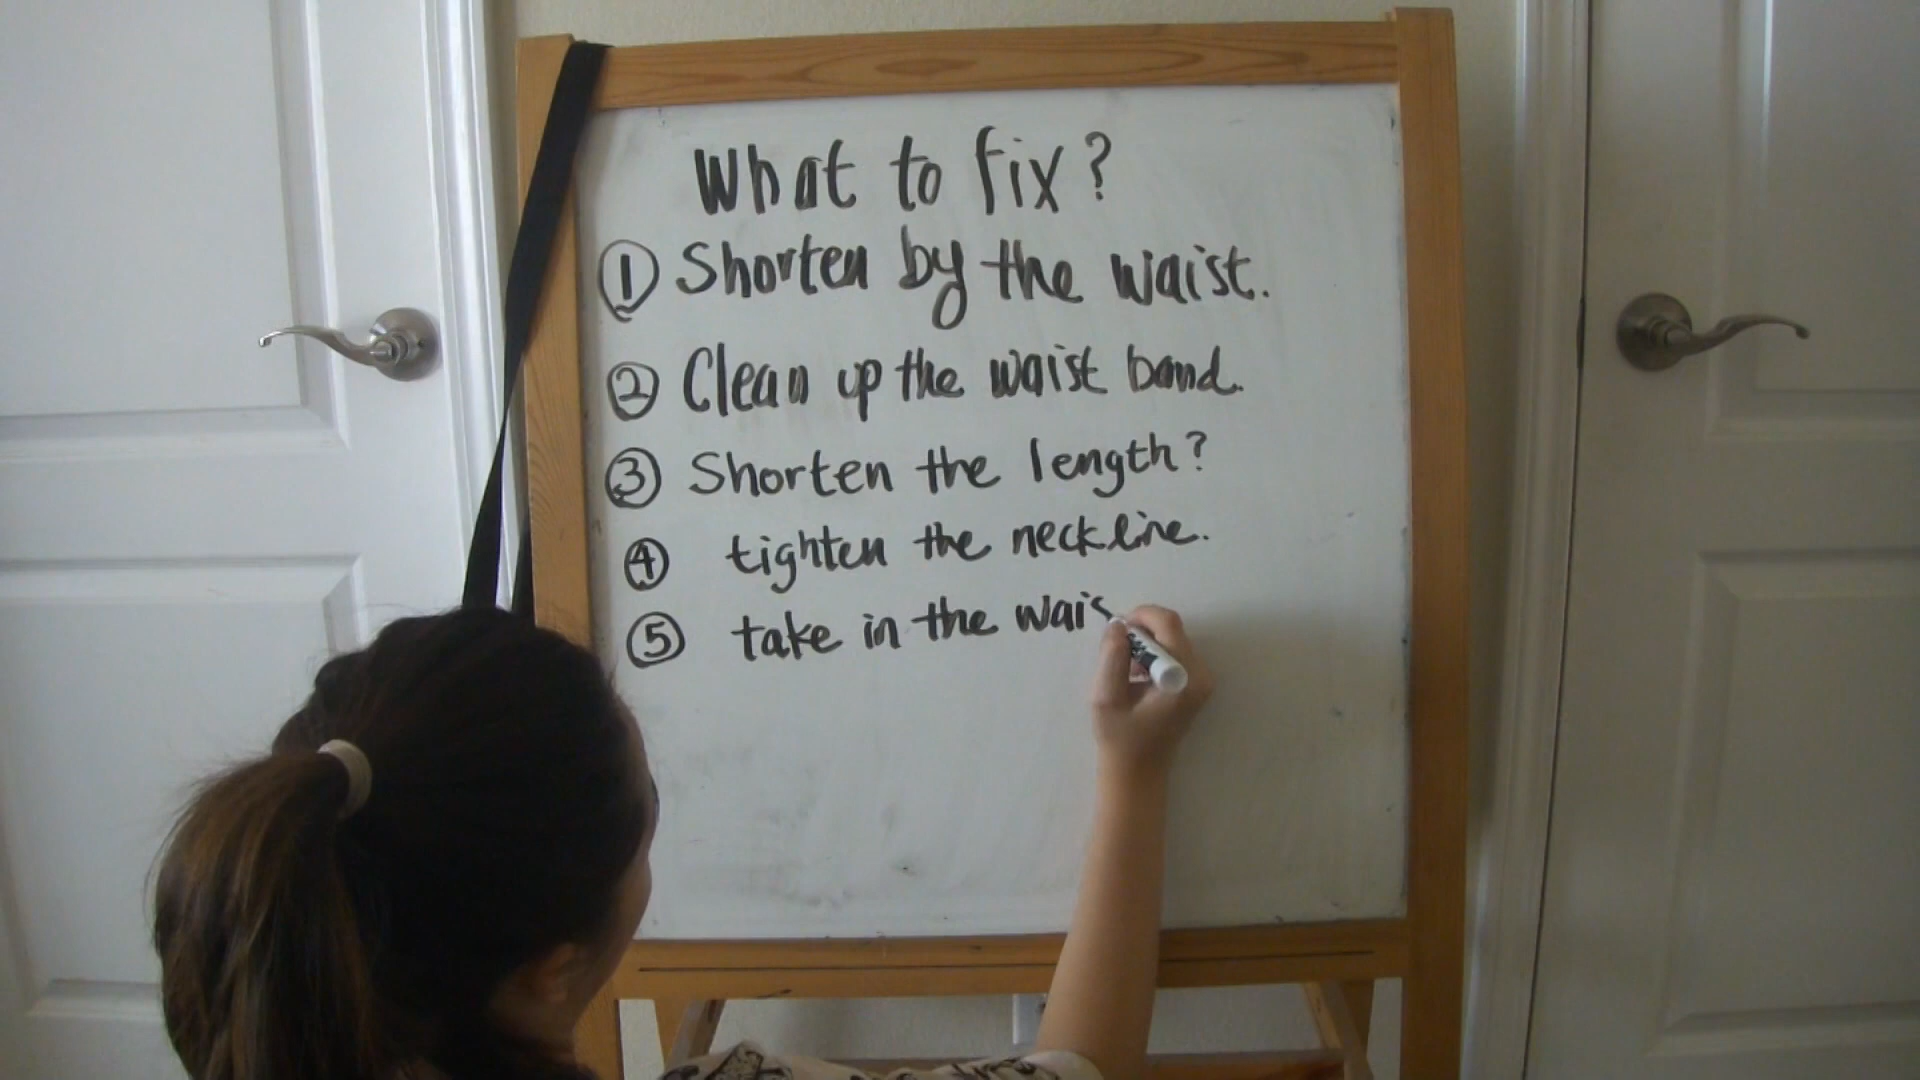 What to fix?
① Shorten by the waist.
② Clean up the waist band.
③ Shorten the length?
④ tighten the neckline.
⑤ take in the wais